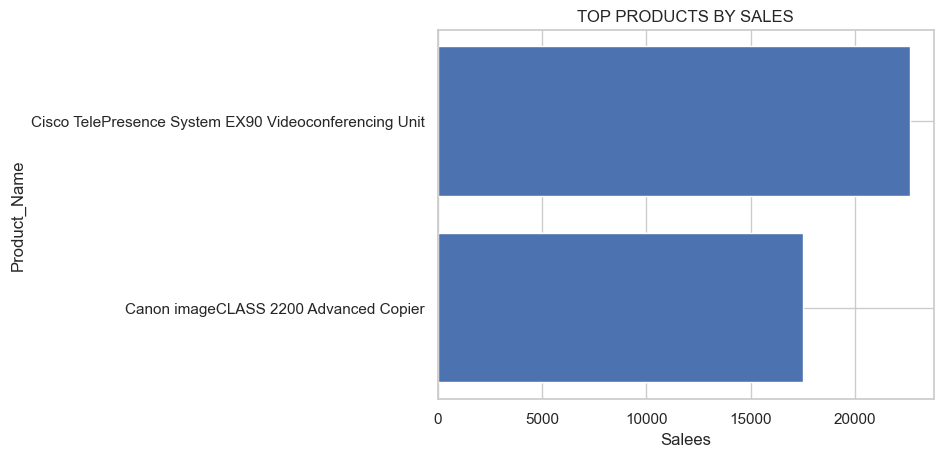 TOP PRODUCTS BY SALES
Product_Name
Cisco TelePresence System EX90 Videoconferencing Unit
Canon imageCLASS 2200 Advanced Copier
0 5000 10000 15000 20000
Salees